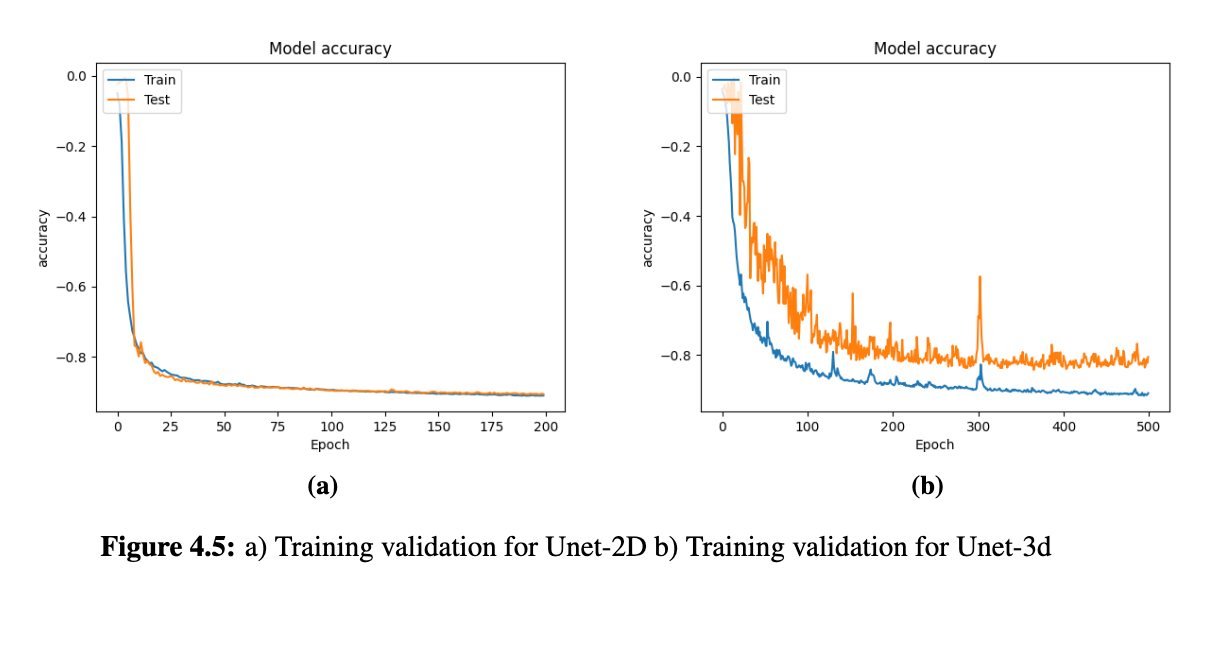 Model accuracy
0.0
−0.2
−0.4
−0.6
−0.8
accuracy
Train
Test
0 25 50 75 100 125 150 175 200
Epoch
(a)
Model accuracy
0.0
−0.2
−0.4
−0.6
−0.8
accuracy
Train
Test
0 100 200 300 400 500
Epoch
(b)
Figure 4.5: a) Training validation for Unet-2D b) Training validation for Unet-3d